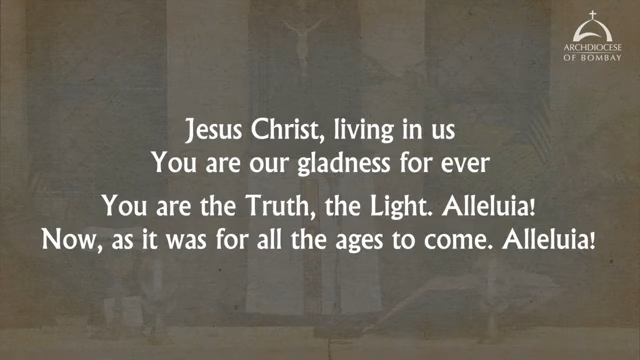 ARCHDIOCESE
OF BOMBAY
Jesus Christ, living in us
You are our gladness for ever
You are the Truth, the Light. Alleluia!
Now, as it was for all the ages to come. Alleluia!